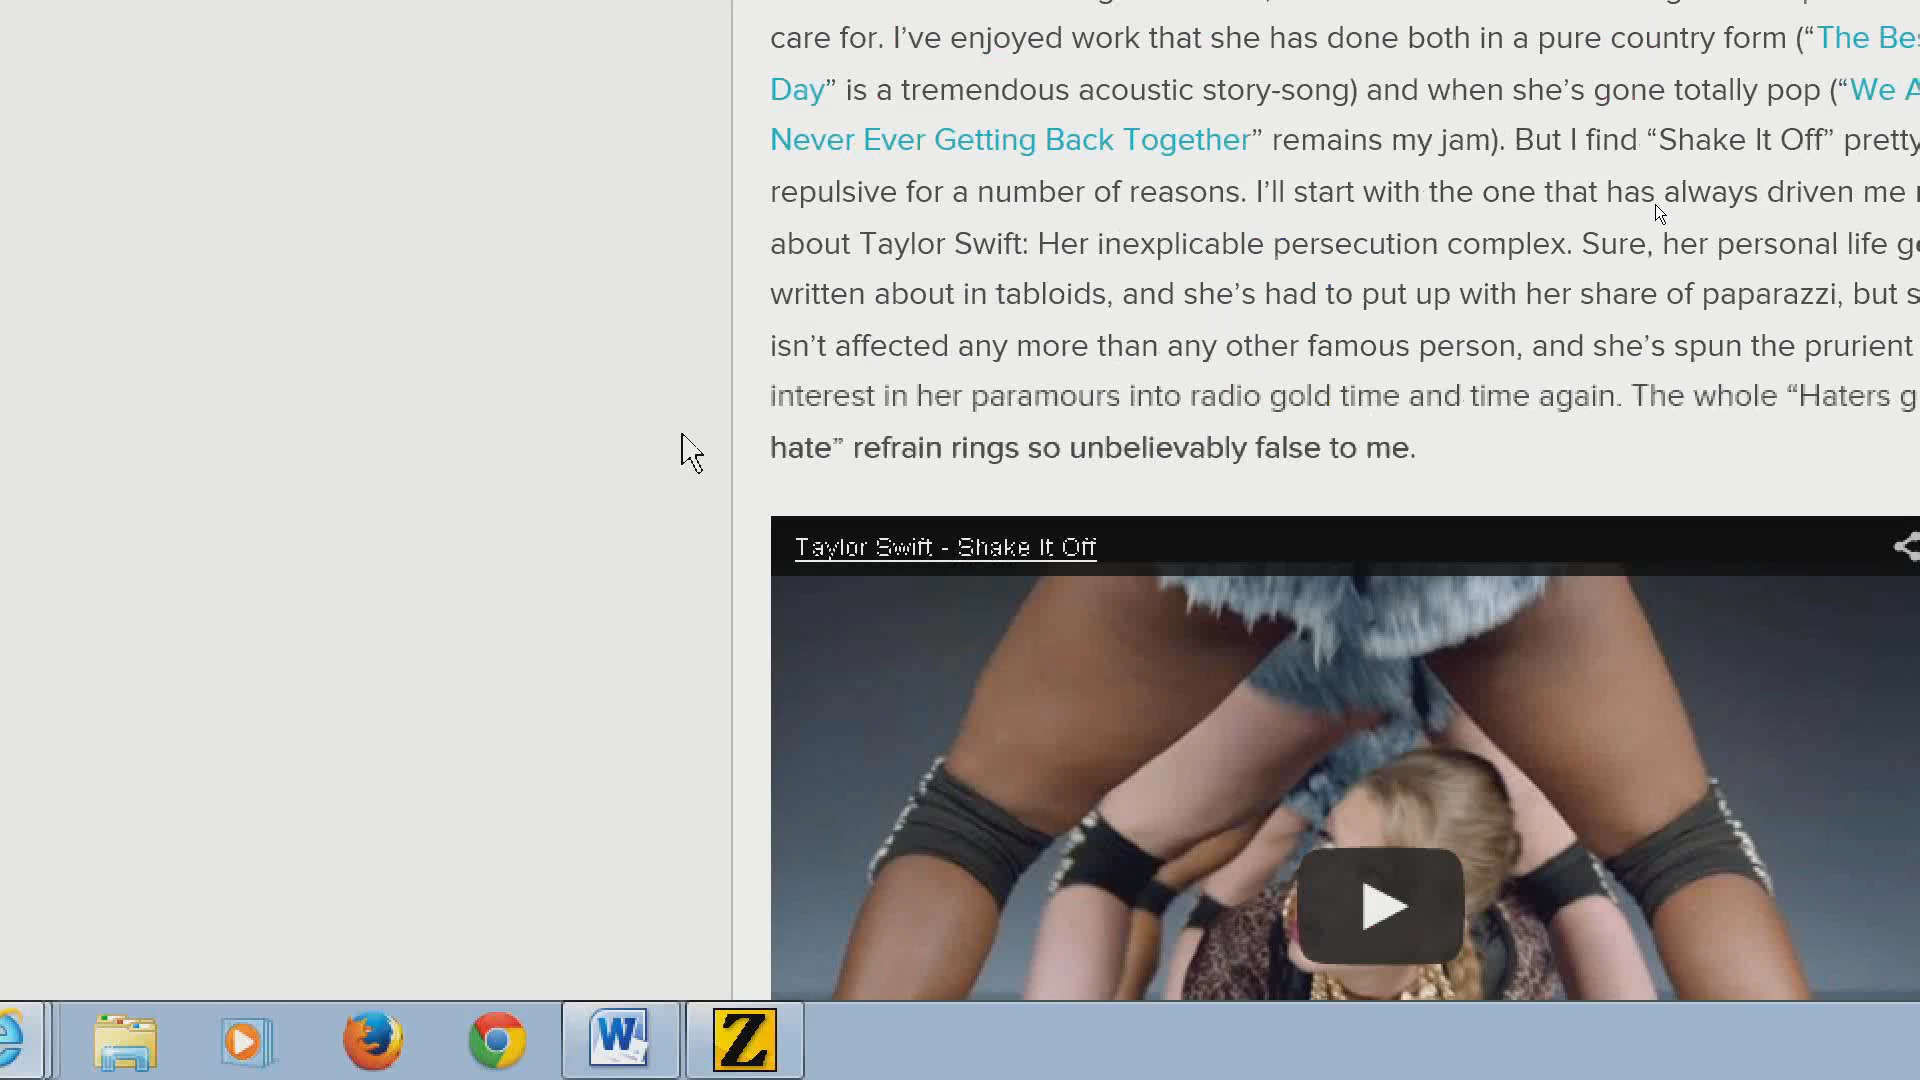 care for. I’ve enjoyed work that she has done both in a pure country form (“The Bes
Day” is a tremendous acoustic story-song) and when she’s gone totally pop (“We A
Never Ever Getting Back Together” remains my jam). But I find “Shake It Off” pretty
repulsive for a number of reasons. I’ll start with the one that has always driven me
about Taylor Swift: Her inexplicable persecution complex. Sure, her personal life ge
written about in tabloids, and she’s had to put up with her share of paparazzi, but s
isn’t affected any more than any other famous person, and she’s spun the prurient
interest in her paramours into radio gold time and time again. The whole “Haters g
hate” refrain rings so unbelievably false to me.
Taylor Swift - Shake It Off
W
Z